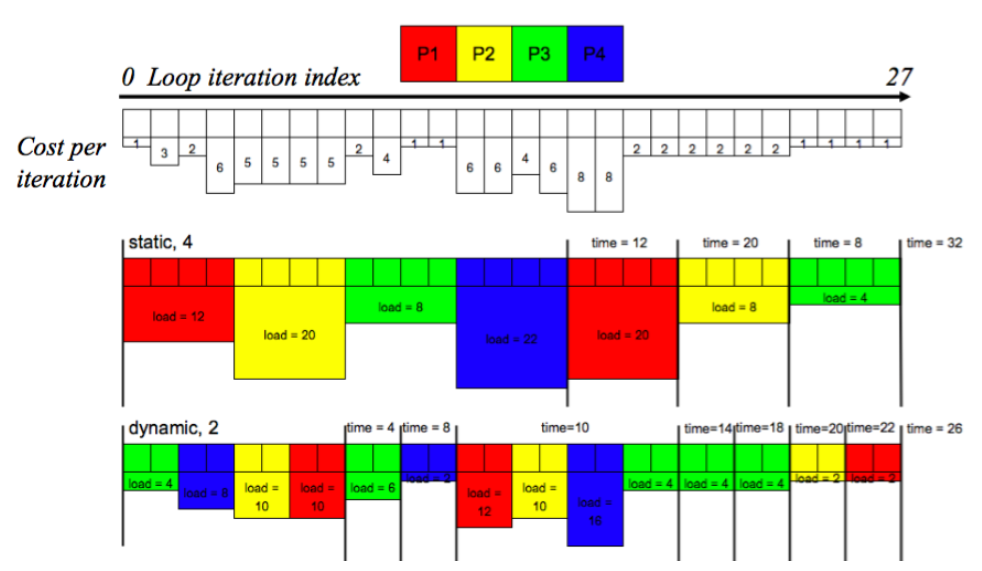 P1 P2 P3 P4
0 Loop iteration index 27
Cost per
iteration
1 3 2 6 5 5 5 5 2 4 1 1 6 6 4 6 8 8 2 2 2 2 2 2 1 1 1 1
static, 4 time = 12 time = 20 time = 8 time = 32
load = 12 load = 20 load = 8 load = 22 load = 20 load = 8 load = 4
dynamic, 2 time = 4 time = 8 time=10 time=14 time=18 time=20 time=22 time = 26
load = 4 load = 8 load = 10 load = 10 load = 6 load = 2 load = 12 load = 10 load = 16 load = 4 load = 4 load = 4 load = 2 load = 2